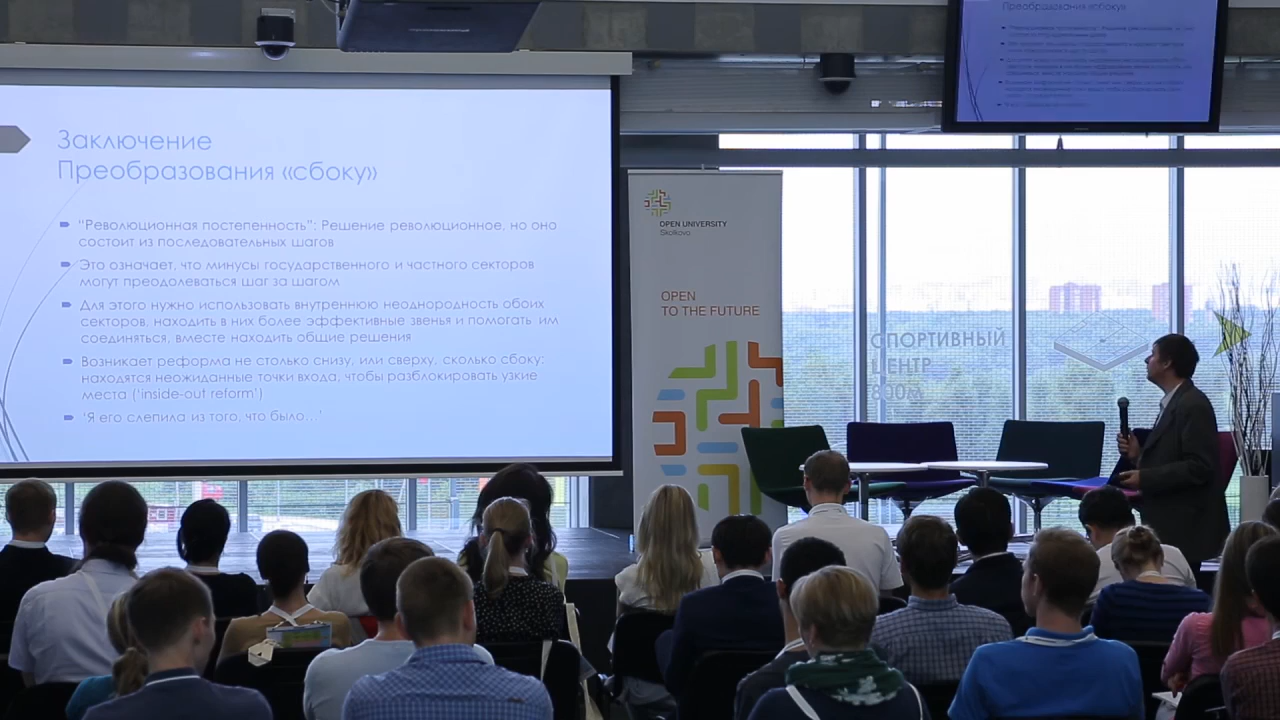 Заключение
Преобразования «сбоку»
"Революционная постепенность": Решение революционное, но оно
состоит из последовательных шагов
Это означает, что минусы государственного и частного секторов
могут преодолеваться шаг за шагом
Для этого нужно использовать внутреннюю неоднородность обоих
секторов, находить в них более эффективные звенья и помогать им
соединяться, вместе находить общие решения
Возникает реформа не столько снизу, или сверху, сколько сбоку:
находятся неожиданные точки входа, чтобы разблокировать узкие
места ('inside-out reform')
'Я его слепила из того, что было…'
OPEN UNIVERSITY
Skolkovo
OPEN
TO THE FUTURE
СПОРТИВНЫЙ
ЦЕНТР
800м
Преобразования «сбоку»